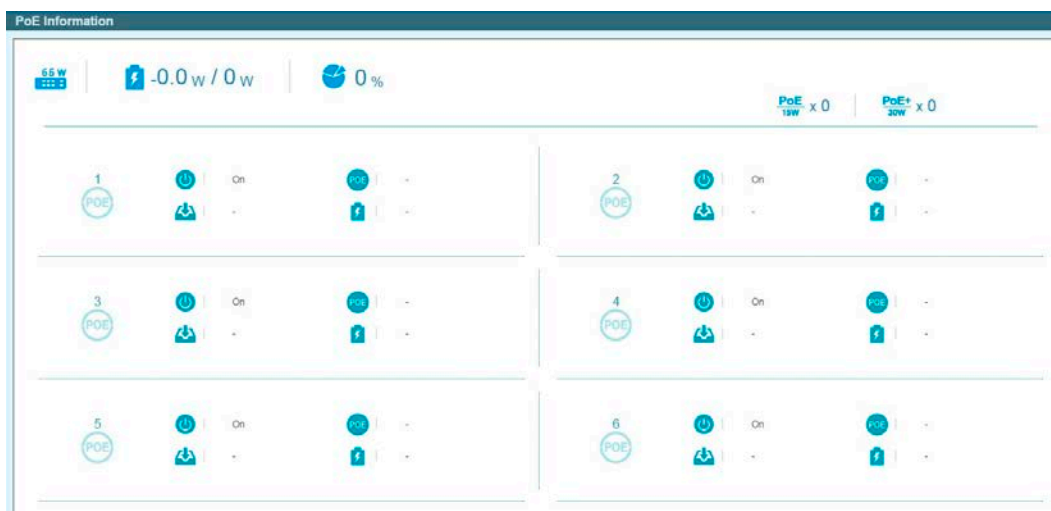 PoE Information
65 W
-0.0 W / 0 W
0 %
PoE 15W x 0
PoE+ 30W x 0
1
POE
On
POE
-
-
-
2
POE
On
POE
-
-
-
3
POE
On
POE
-
-
-
4
POE
On
POE
-
-
-
5
POE
On
POE
-
-
-
6
POE
On
POE
-
-
-